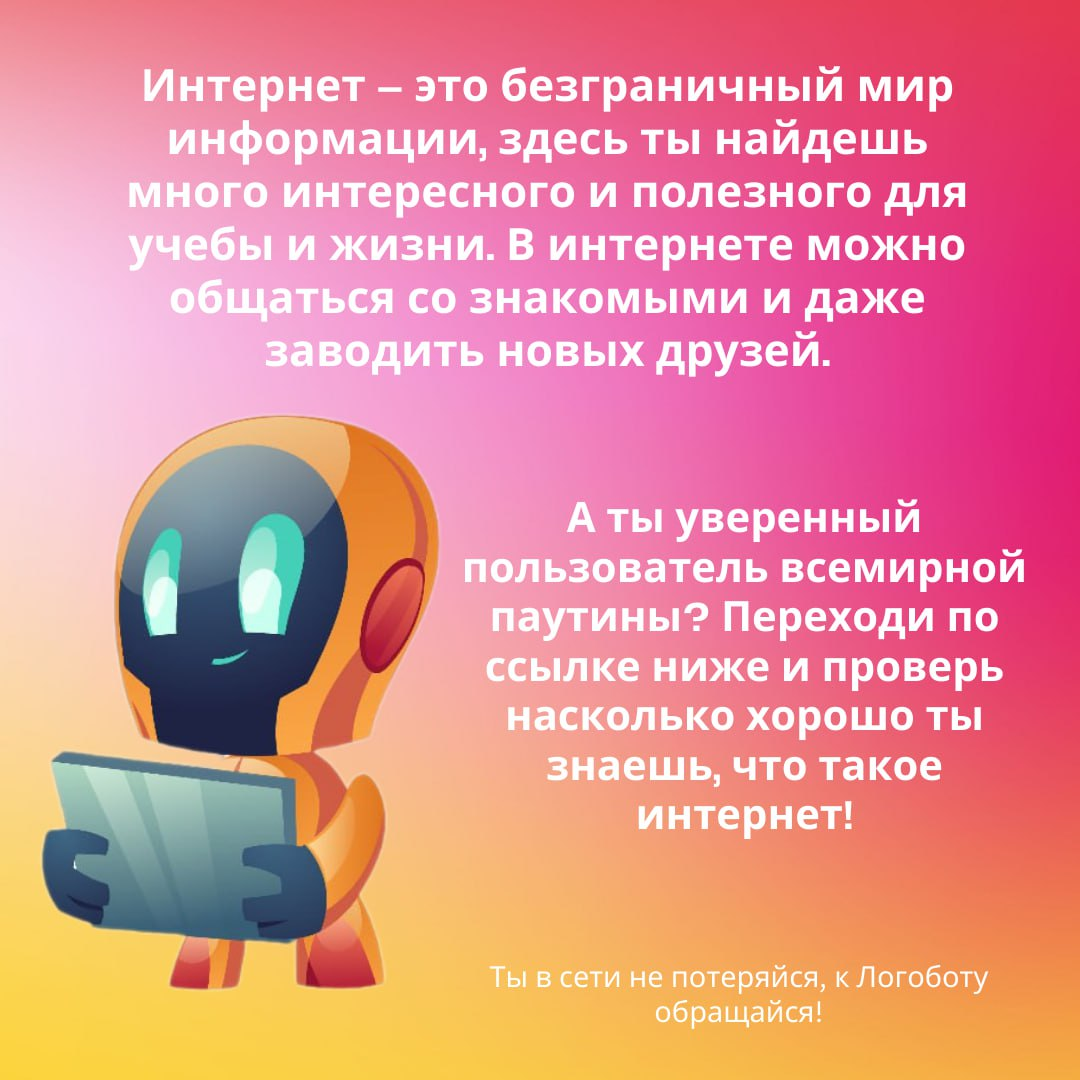 Интернет – это безграничный мир
информации, здесь ты найдешь
много интересного и полезного для
учебы и жизни. В интернете можно
общаться со знакомыми и даже
заводить новых друзей.
А ты уверенный
пользователь всемирной
паутины? Переходи по
ссылке ниже и проверь
насколько хорошо ты
знаешь, что такое
интернет!
Ты в сети не потеряйся, к Логоботу
обращайся!